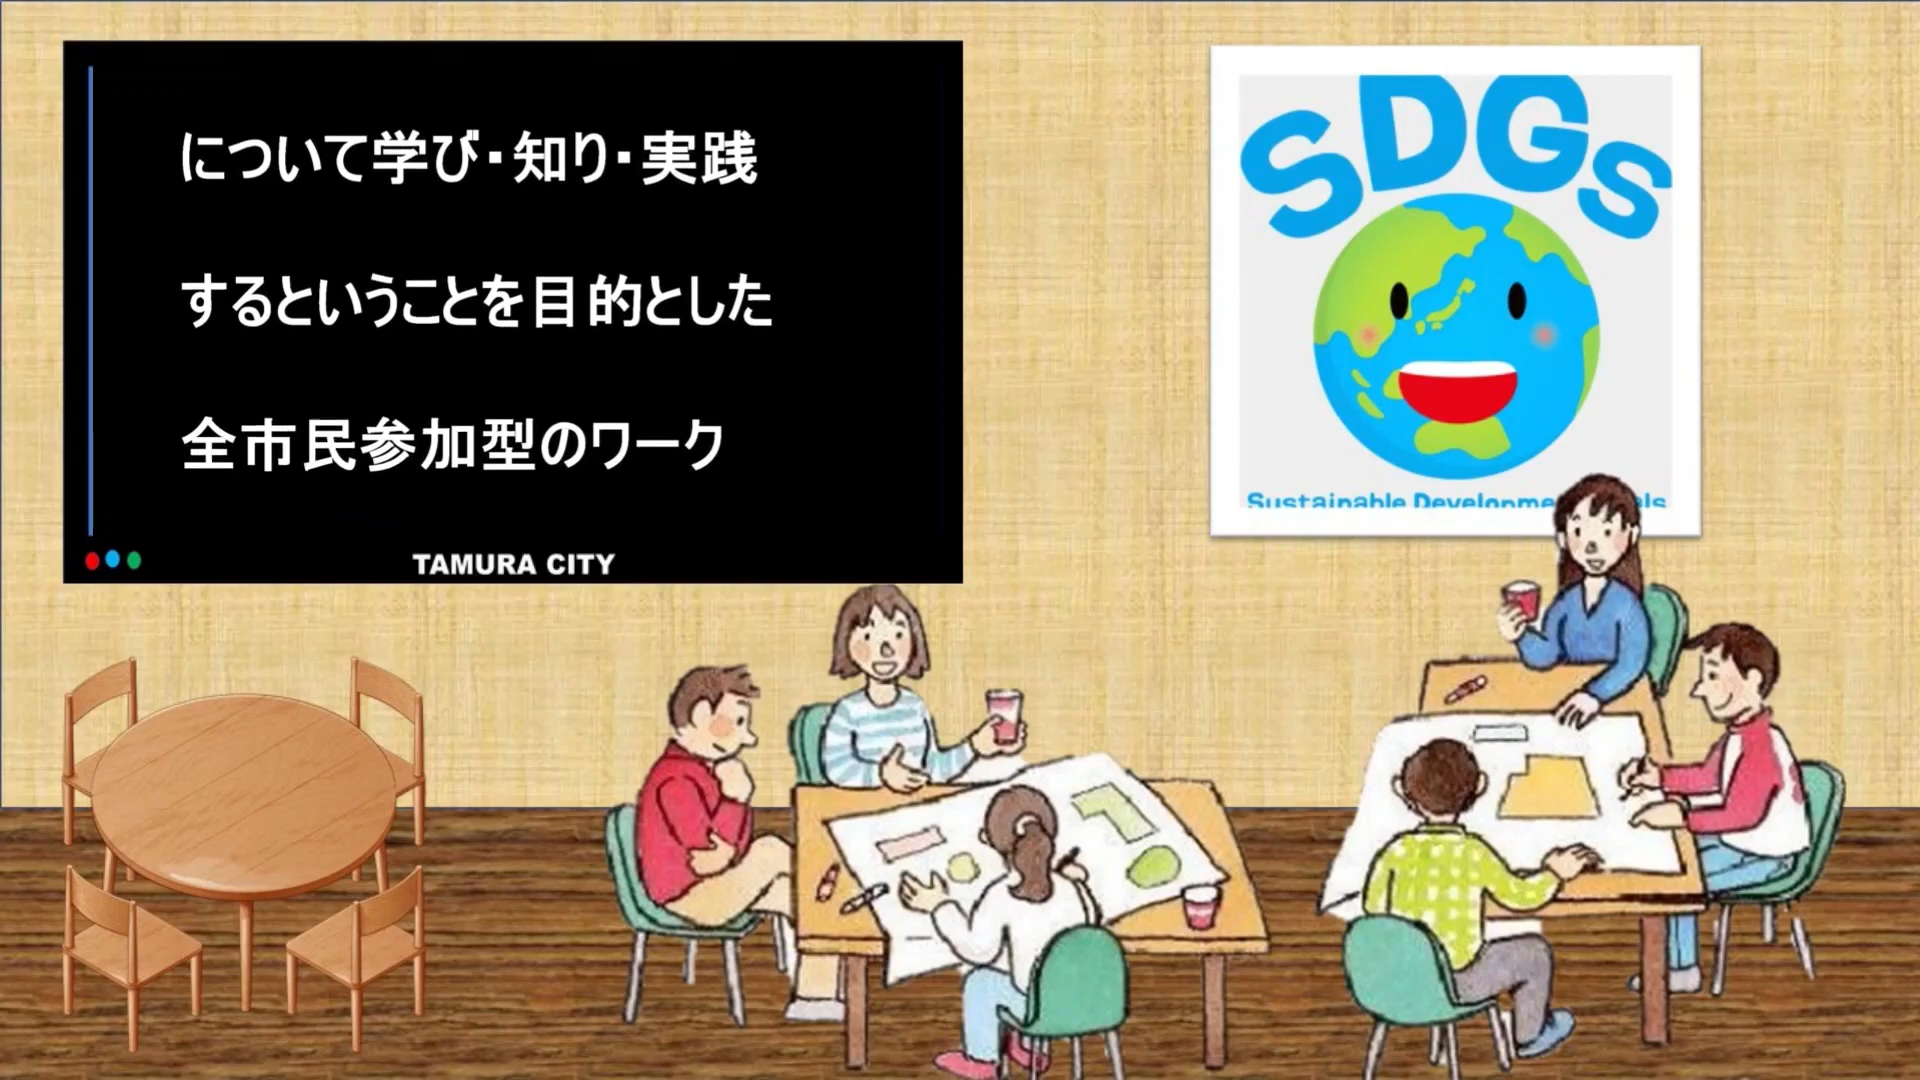 について学び・知り・実践
するということを目的とした
全市民参加型のワーク
TAMURA CITY
SDGs
Sustainable